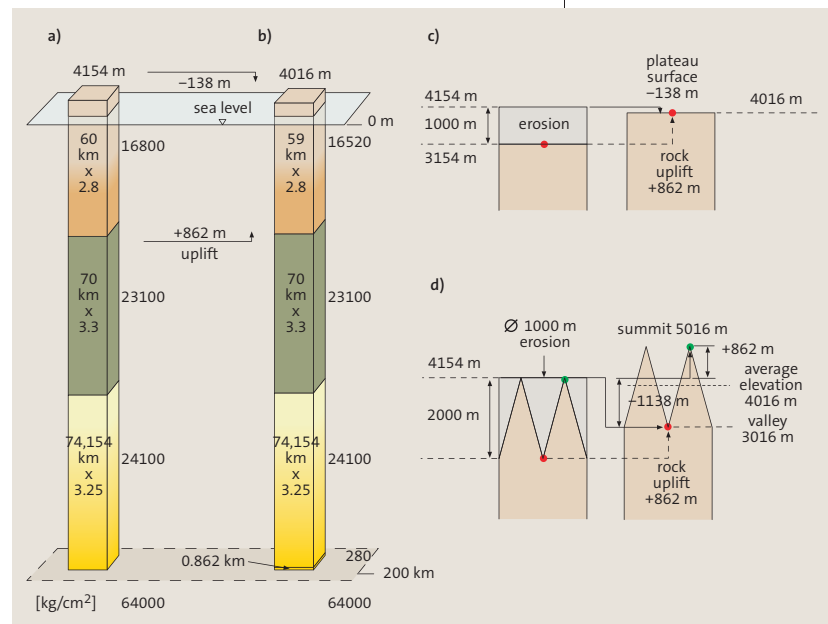 a)
b)
4154 m
–138 m
4016 m
sea level
0 m
60
km
x
2.8
16800
59
km
x
2.8
16520
+862 m
uplift
70
km
x
3.3
23100
70
km
x
3.3
23100
74,154
km
x
3.25
24100
74,154
km
x
3.25
24100
0.862 km
280
200 km
[kg/cm2]
64000
64000
c)
plateau
surface
–138 m
4154 m
4016 m
1000 m
erosion
3154 m
rock
uplift
+862 m
d)
Ø 1000 m
erosion
summit 5016 m
+862 m
4154 m
average
elevation
4016 m
2000 m
–1138 m
valley
3016 m
rock
uplift
+862 m